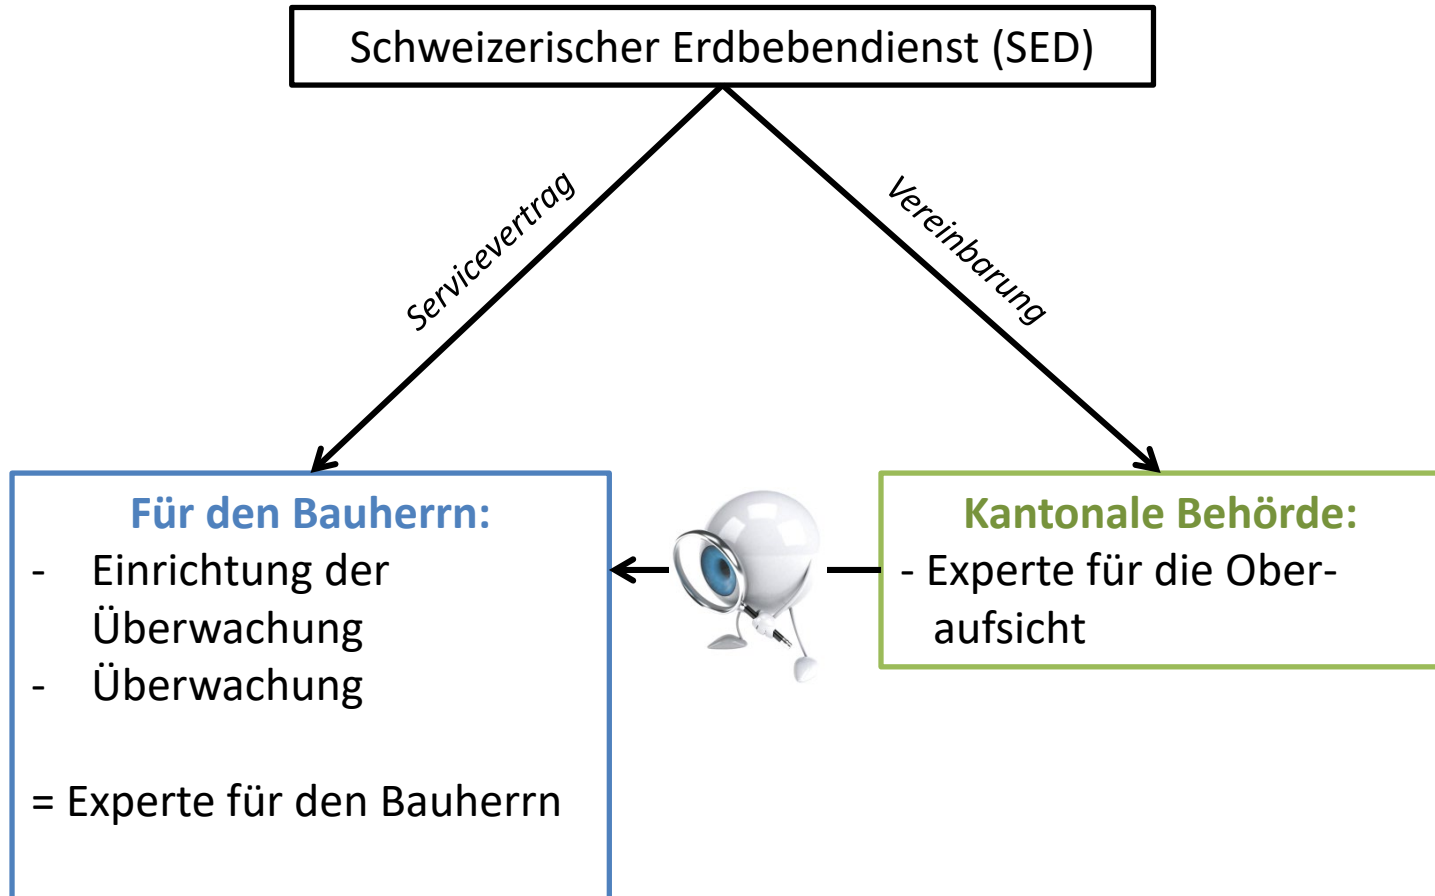 Schweizerischer Erdbebendienst (SED)
Servicevertrag
Vereinbarung
Für den Bauherrn:
- Einrichtung der
Überwachung
- Überwachung
= Experte für den Bauherrn
Kantonale Behörde:
- Experte für die Ober-
aufsicht